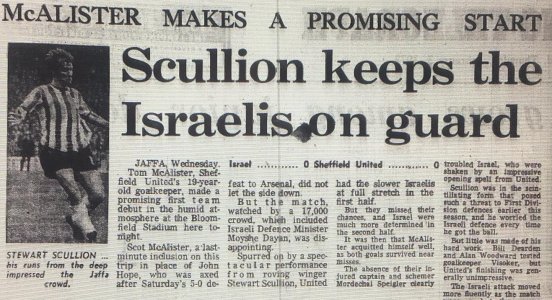 McALISTER MAKES A PROMISING START
Scullion keeps the
Israelis on guard
STEWART SCULLION —
his runs from the deep
impressed the Jaffa
crowd.
JAFFA, Wednesday.
Tom McAlister, Shef-
field United's 19-year-
old goalkeeper, made a
promising first team
debut in the humid at-
mosphere at the Bloom-
field Stadium here to-
night.
Scot McAlister, a last-
minute inclusion on this
trip in place of John
Hope, who was axed
after Saturday's 5-0 de-
Israel ............ 0 Sheffield United ............ 0
feat to Arsenal, did not
let the side down.
But the match,
watched by a 17,000
crowd, which included
Israeli Defence Minister
Moyshe Dayan, was dis-
appointing.
Spurred on by a spec-
tacular performance
from roving winger
Stewart Scullion, United
had the slower Israelis
at full stretch in the
first half.
But they missed their
chances, and Israel were
much more determined in
the second half.
It was then that McAl-
ister acquitted himself well,
as both goals survived near
misses.
The absence of their in-
jured captain and schemer
Mordechal Speigler clearly
troubled Israel, who were
shaken by an impressive
opening spell from United.
Scullion was in the scin-
tillating form that posed
such a threat to First Divi-
sion defences earlier this
season, and he worried the
Israeli defence every time he
got the ball.
But little was made of his
hard work. Bill Dearden
and Alan Woodward tested
goalkeeper Visoker, but
United's finishing was gen-
erally unimpressive.
The Israeli attack moved
more fluently as the match